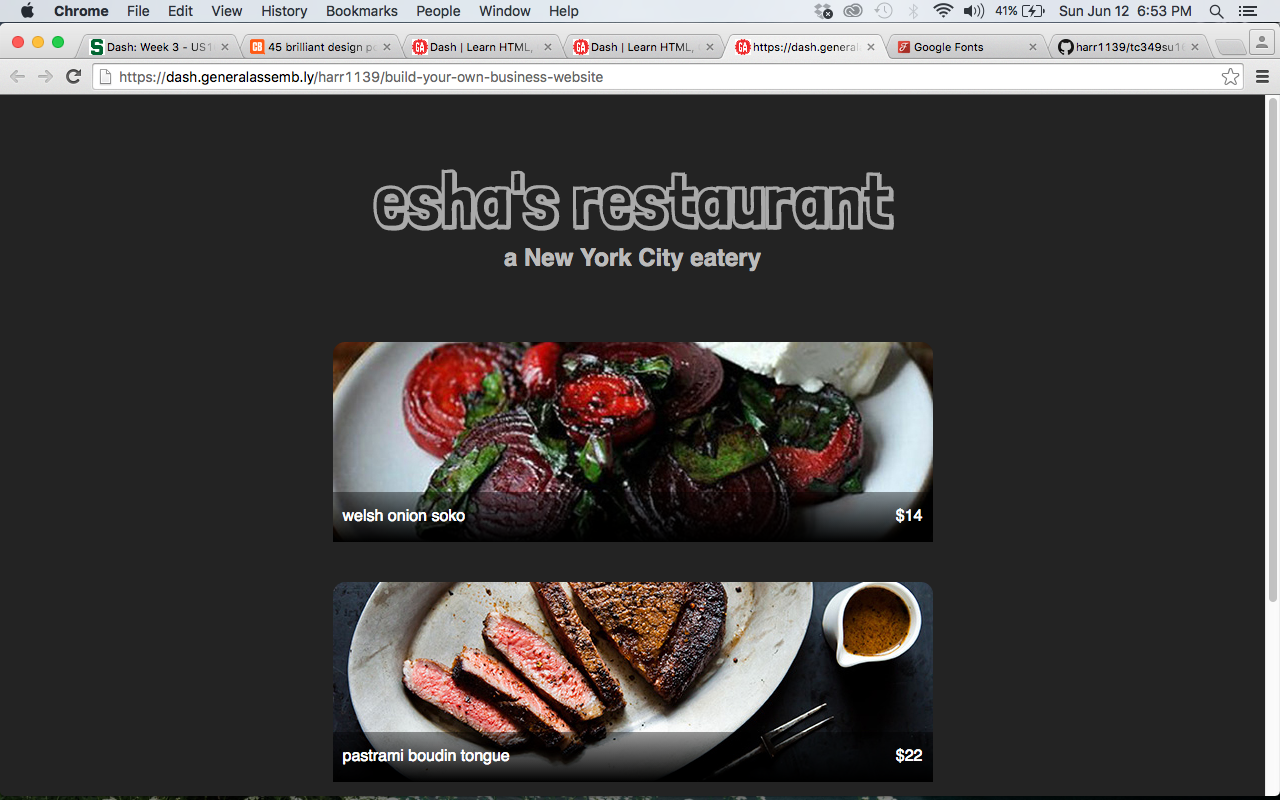 Chrome File Edit View History Bookmarks People Window Help 41% Sun Jun 12 6:53 PM
Dash: Week 3 - US1 45 brilliant design po Dash | Learn HTML, Dash | Learn HTML, https://dash.general Google Fonts harr1139/tc349su16
https://dash.generalassemb.ly/harr1139/build-your-own-business-website
esha's restaurant
a New York City eatery
welsh onion soko $14
pastrami boudin tongue $22